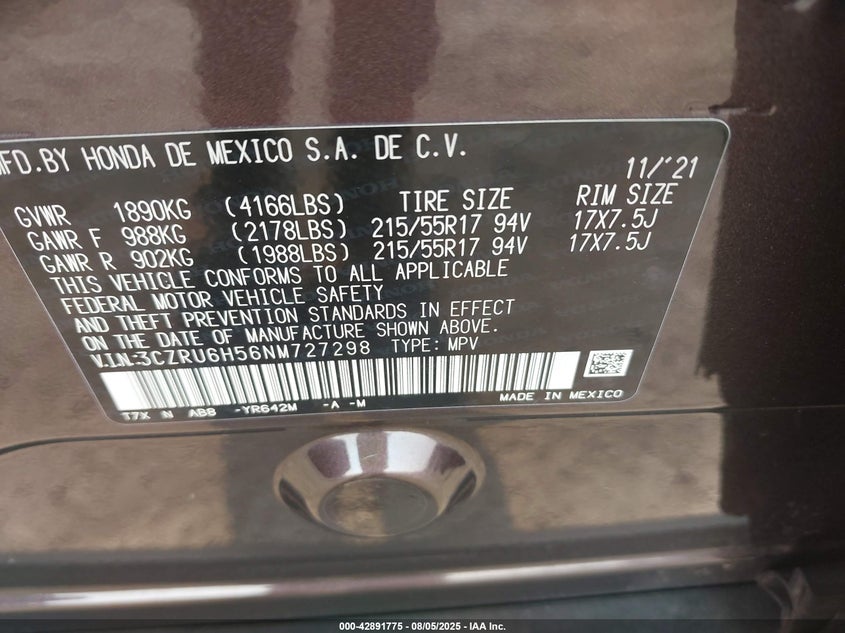 MFD.BY HONDA DE MEXICO S.A. DE C.V.
11/'21
GVWR 1890KG (4166LBS) TIRE SIZE RIM SIZE
GAWR F 988KG (2178LBS) 215/55R17 94V 17X7.5J
GAWR R 902KG (1988LBS) 215/55R17 94V 17X7.5J
THIS VEHICLE CONFORMS TO ALL APPLICABLE
FEDERAL MOTOR VEHICLE SAFETY
AND THEFT PREVENTION STANDARDS IN EFFECT
ON THE DATE OF MANUFACTURE SHOWN ABOVE.
V.I.N:3CZRU6H56NM727298 TYPE: MPV
T7X N AB8 -YR642M -A -M MADE IN MEXICO
000-42891775 - 08/05/2025 - IAA Inc.